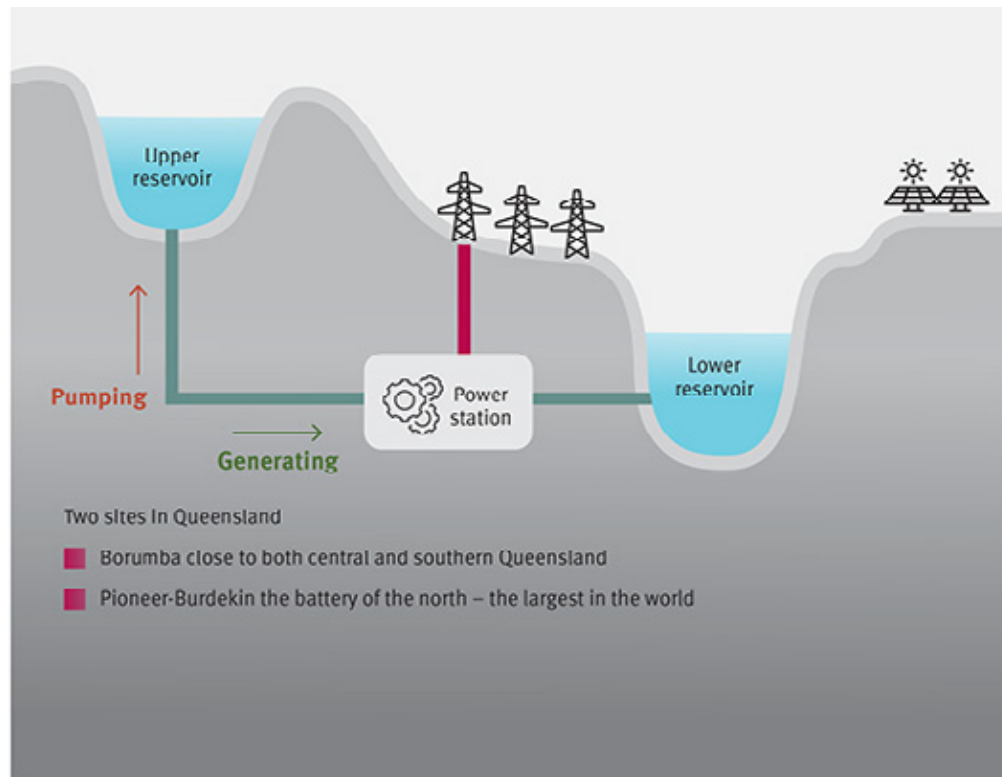 Upper
reservoir
Pumping
Generating
Power
station
Lower
reservoir
Two sites in Queensland
Borumba close to both central and southern Queensland
Pioneer-Burdekin the battery of the north – the largest in the world